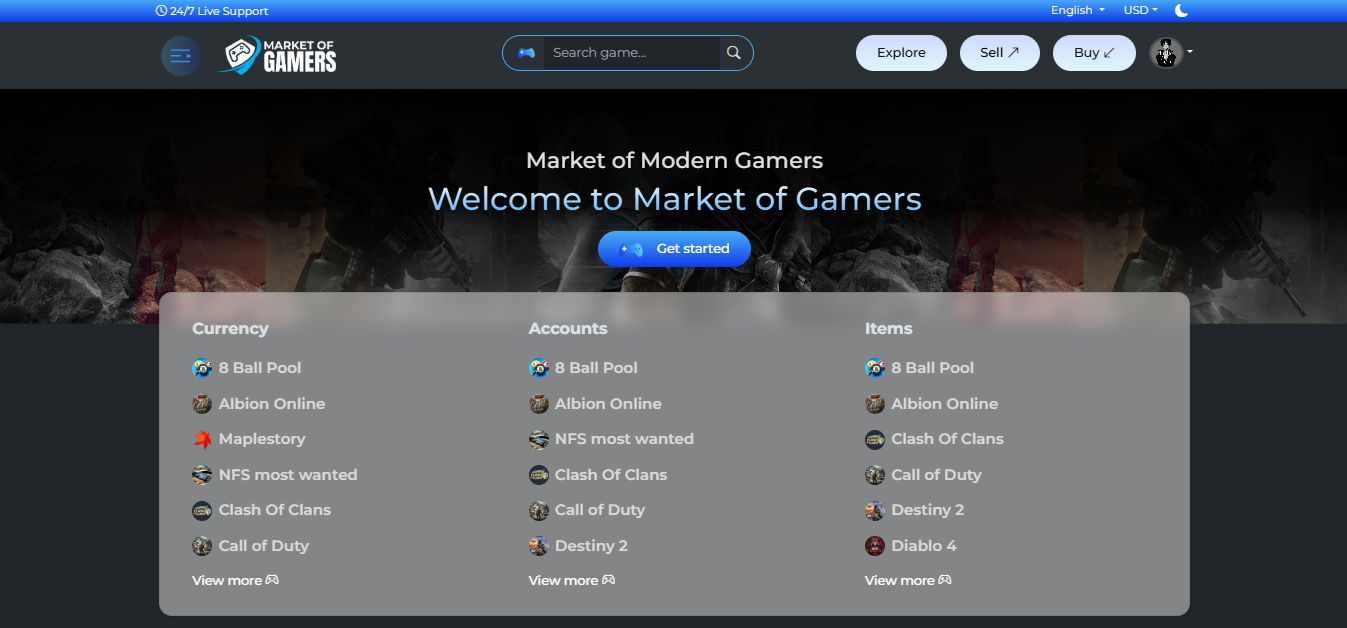 24/7 Live Support
English
USD
MARKET OF
GAMERS
Search game...
Explore
Sell
Buy
Market of Modern Gamers
Welcome to Market of Gamers
Get started
Currency
8 Ball Pool
Albion Online
Maplestory
NFS most wanted
Clash Of Clans
Call of Duty
View more
Accounts
8 Ball Pool
Albion Online
NFS most wanted
Clash Of Clans
Call of Duty
Destiny 2
View more
Items
8 Ball Pool
Albion Online
Clash Of Clans
Call of Duty
Destiny 2
Diablo 4
View more